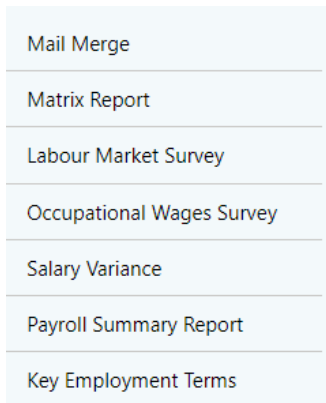 Mail Merge
Matrix Report
Labour Market Survey
Occupational Wages Survey
Salary Variance
Payroll Summary Report
Key Employment Terms